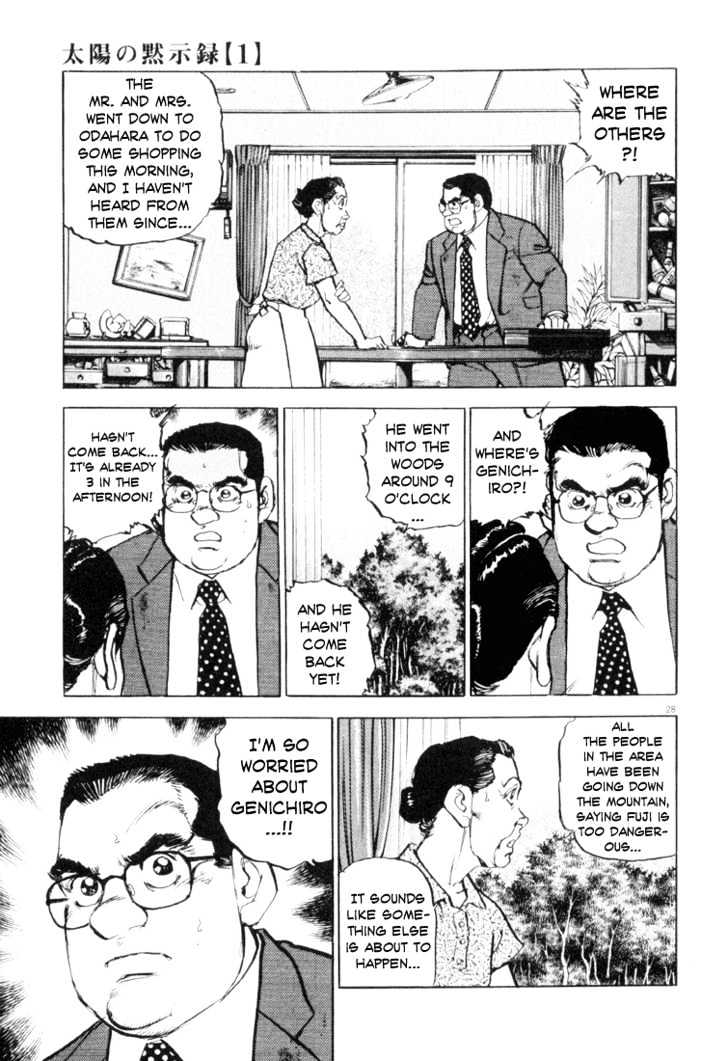 太陽の黙示録【1】
WHERE
ARE THE
OTHERS
?!
THE
MR. AND MRS.
WENT DOWN TO
ODAHARA TO DO
SOME SHOPPING
THIS MORNING,
AND I HAVEN'T
HEARD FROM
THEM SINCE...
AND
WHERE'S
GENICH-
IRO?!
HE WENT
INTO THE
WOODS
AROUND 9
O'CLOCK
...
AND HE
HASN'T
COME
BACK
YET!
HASN'T
COME BACK...
IT'S ALREADY
3 IN THE
AFTERNOON!
28
ALL
THE PEOPLE
IN THE AREA
HAVE BEEN
GOING DOWN
THE MOUNTAIN,
SAYING FUJI IS
TOO DANGER-
OUS...
IT SOUNDS
LIKE SOME-
THING ELSE
IS ABOUT TO
HAPPEN...
I'M SO
WORRIED
ABOUT
GENICHIRO
...!!